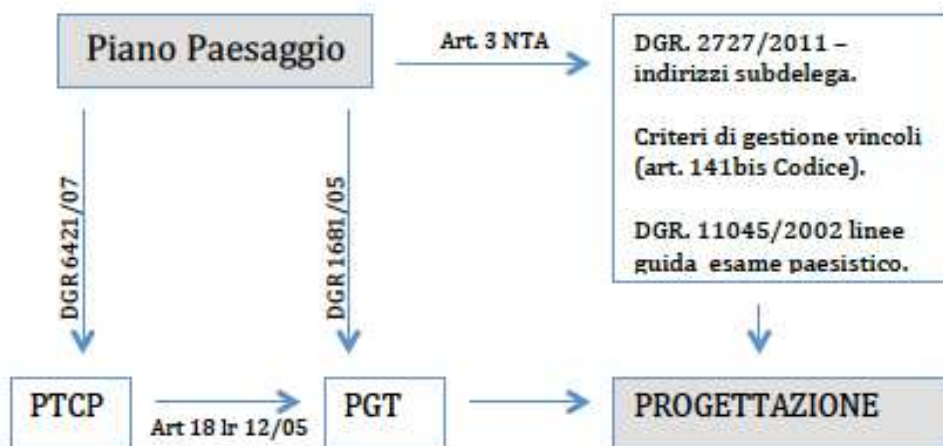 Piano Paesaggio
Art. 3 NTA
DGR. 2727/2011 –
indirizzi subdelega.
Criteri di gestione vincoli
(art. 141bis Codice).
DGR. 11045/2002 linee
guida esame paesistico.
DGR 6421/07
DGR 1681/05
PTCP
Art 18 lr 12/05
PGT
PROGETTAZIONE